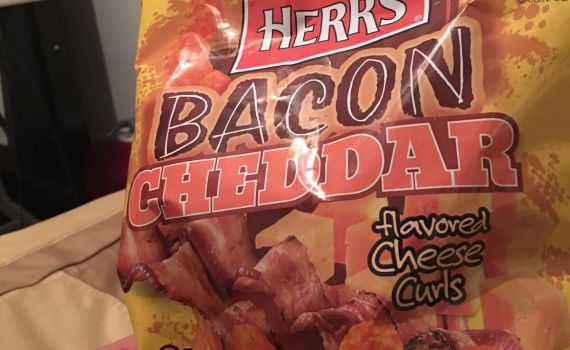 HERR'S
BACON
CHEDDAR
flavored
Cheese
Curls